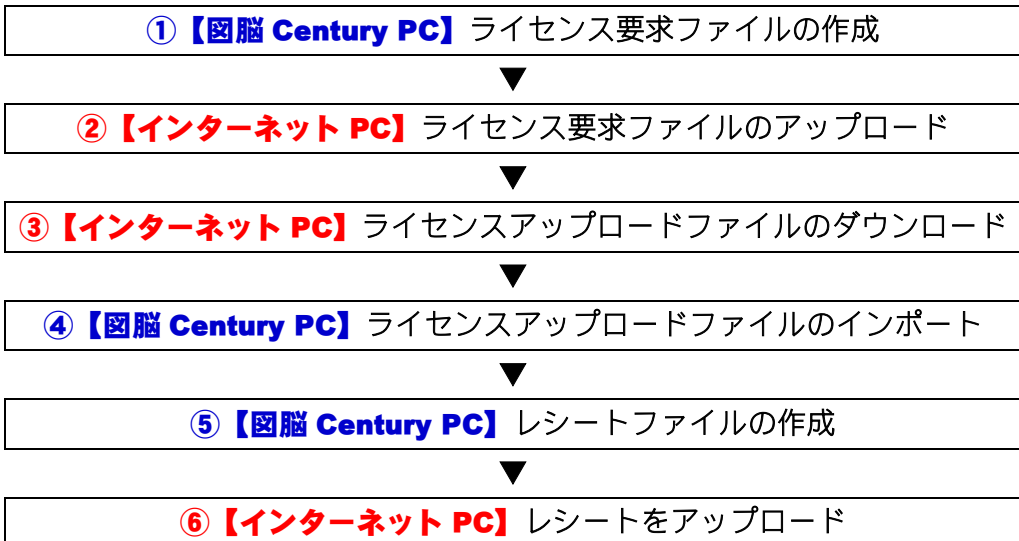 ①【図脳 Century PC】ライセンス要求ファイルの作成
▼
②【インターネット PC】ライセンス要求ファイルのアップロード
▼
③【インターネット PC】ライセンスアップロードファイルのダウンロード
▼
④【図脳 Century PC】ライセンスアップロードファイルのインポート
▼
⑤【図脳 Century PC】レシートファイルの作成
▼
⑥【インターネット PC】レシートをアップロード